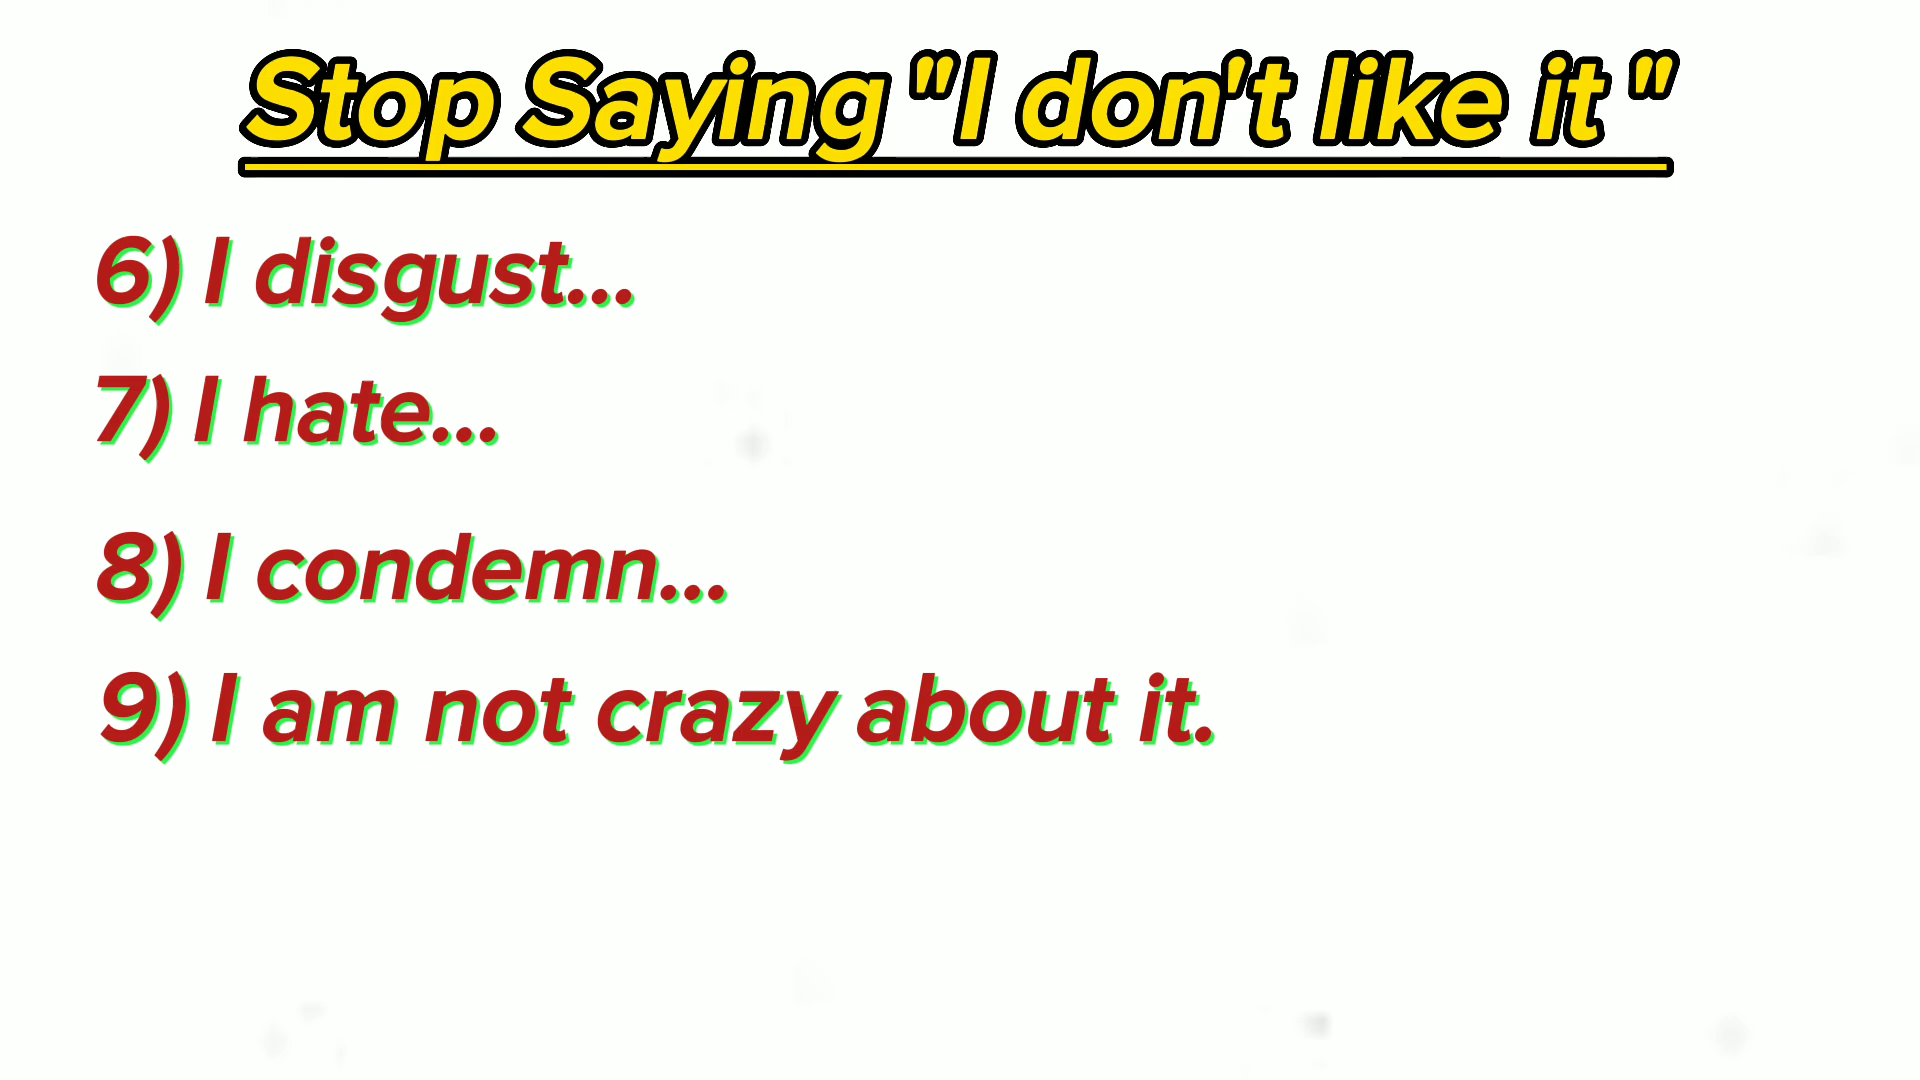 Stop Saying "I don't like it "
6) I disgust...
7) I hate...
8) I condemn...
9) I am not crazy about it.